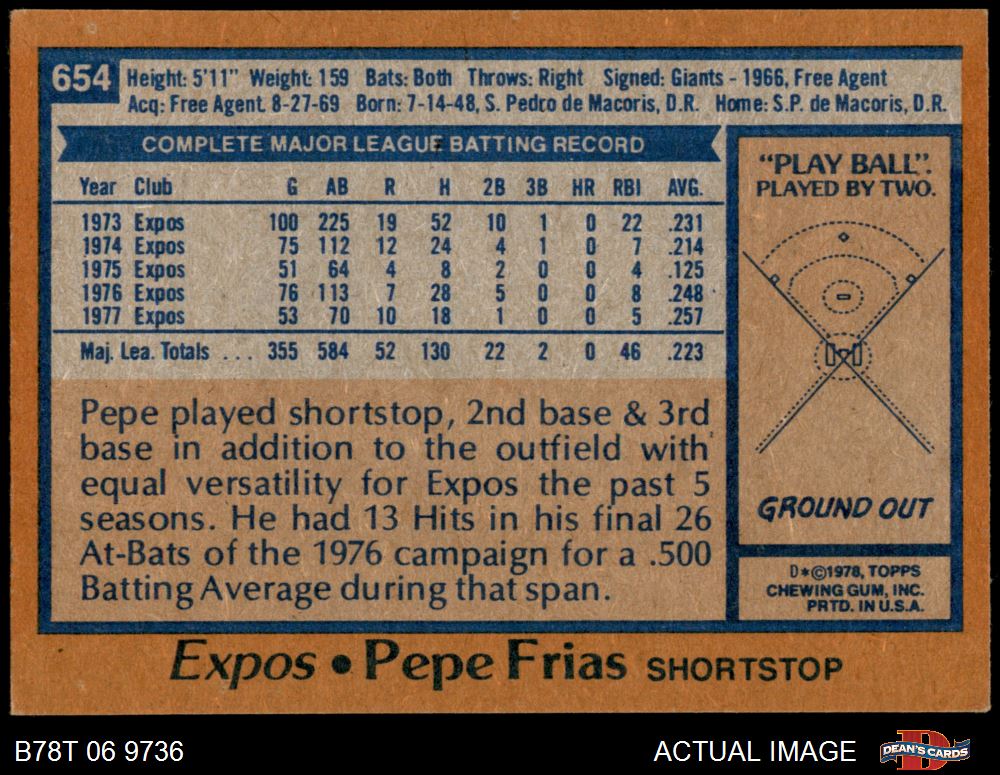 654
Height: 5'11" Weight: 159 Bats: Both Throws: Right Signed: Giants - 1966, Free Agent
Acq: Free Agent 8-27-69 Born: 7-14-48, S. Pedro de Macoris, D.R. Home: S.P. de Macoris, D.R.
COMPLETE MAJOR LEAGUE BATTING RECORD
Year Club G AB R H 2B 3B HR RBI AVG.
1973 Expos 100 225 19 52 10 1 0 22 .231
1974 Expos 75 112 12 24 4 1 0 7 .214
1975 Expos 51 64 4 8 2 0 0 4 .125
1976 Expos 76 113 7 28 5 0 0 8 .248
1977 Expos 53 70 10 18 1 0 0 5 .257
Maj. Lea. Totals ... 355 584 52 130 22 2 0 46 .223
Pepe played shortstop, 2nd base & 3rd
base in addition to the outfield with
equal versatility for Expos the past 5
seasons. He had 13 Hits in his final 26
At-Bats of the 1976 campaign for a .500
Batting Average during that span.
"PLAY BALL".
PLAYED BY TWO.
GROUND OUT
D*©1978, TOPPS
CHEWING GUM, INC.
PRTD. IN U.S.A.
Expos • Pepe Frias SHORTSTOP
B78T 06 9736
ACTUAL IMAGE
D
DEAN'S CARDS